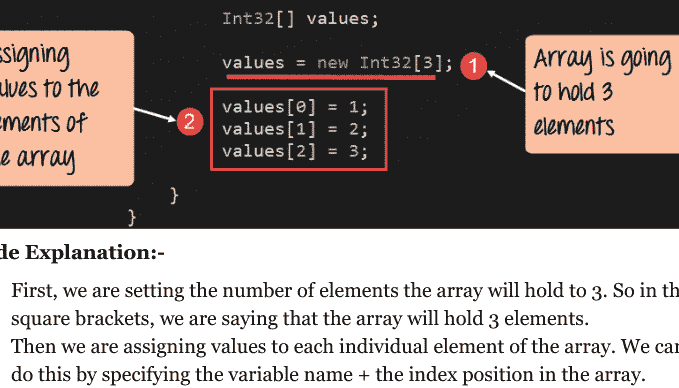 Int32[] values;
values = new Int32[3];
1
Array is going
to hold 3
elements
ssigning
lues to the
ements of
e array
2
values[0] = 1;
values[1] = 2;
values[2] = 3;
}
}
de Explanation:-
First, we are setting the number of elements the array will hold to 3. So in th
square brackets, we are saying that the array will hold 3 elements.
Then we are assigning values to each individual element of the array. We can
do this by specifying the variable name + the index position in the array.